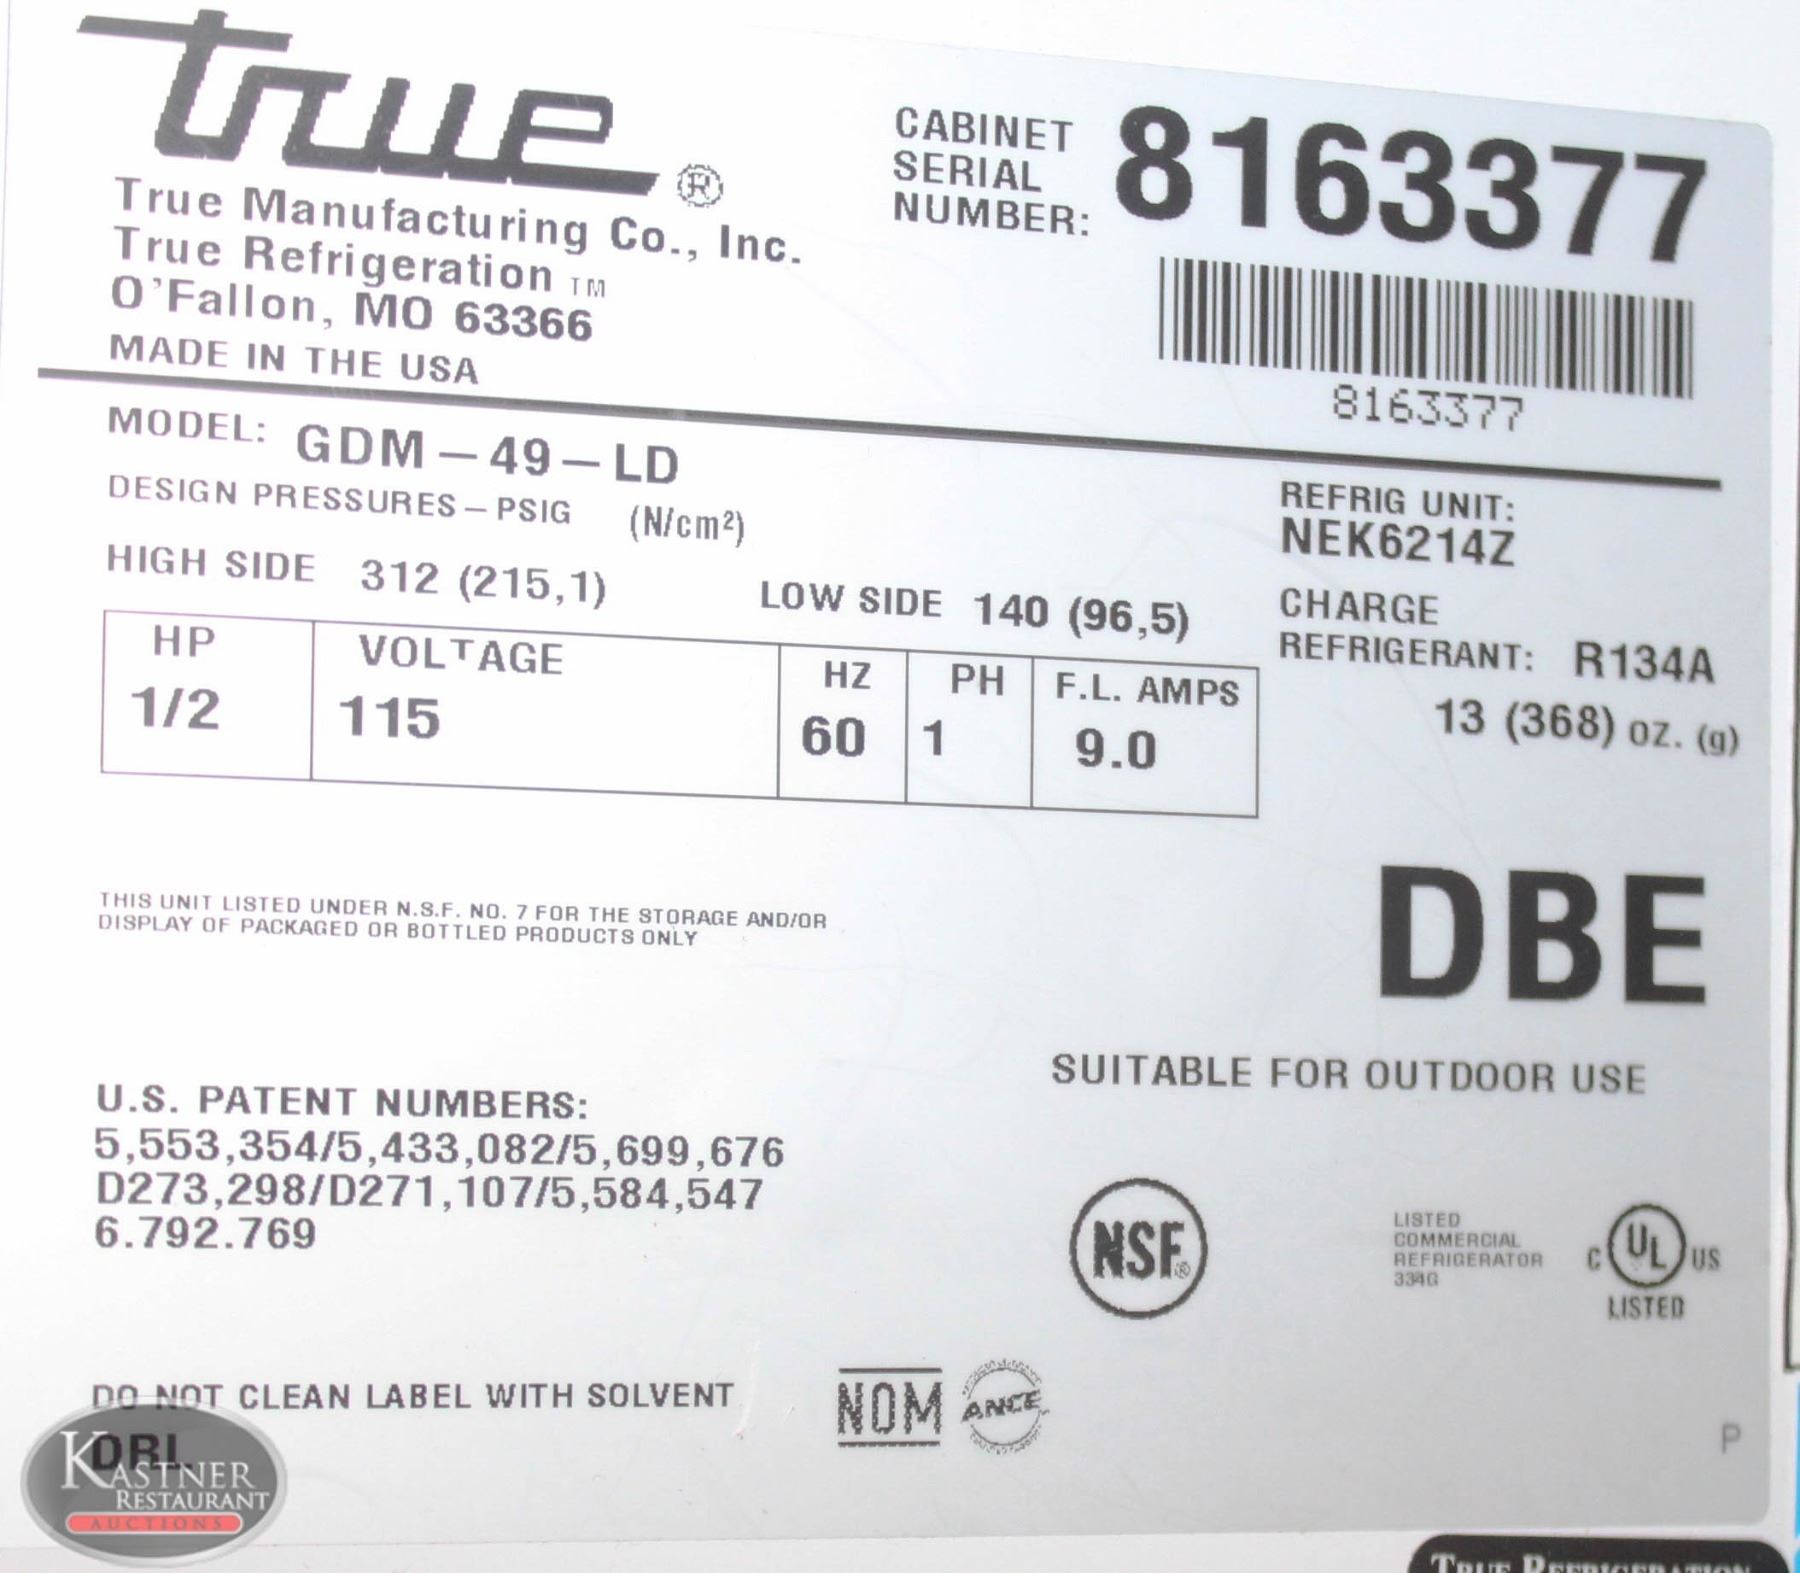 true®
True Manufacturing Co., Inc.
True Refrigeration TM
O'Fallon, MO 63366
MADE IN THE USA
CABINET
SERIAL
NUMBER:
8163377
8163377
MODEL: GDM-49-LD
DESIGN PRESSURES-PSIG (N/cm²)
HIGH SIDE 312 (215,1) LOW SIDE 140 (96,5)
REFRIG UNIT:
NEK6214Z
CHARGE
REFRIGERANT: R134A
13 (368) oz. (g)
HP VOLTAGE HZ PH F.L. AMPS
1/2 115 60 1 9.0
THIS UNIT LISTED UNDER N.S.F. NO. 7 FOR THE STORAGE AND/OR
DISPLAY OF PACKAGED OR BOTTLED PRODUCTS ONLY
DBE
SUITABLE FOR OUTDOOR USE
U.S. PATENT NUMBERS:
5,553,354/5,433,082/5,699,676
D273,298/D271,107/5,584,547
6.792.769
NSF®
LISTED
COMMERCIAL
REFRIGERATOR
334G
C UL US
LISTED
DO NOT CLEAN LABEL WITH SOLVENT
NOM
ANCE
P
DRL
KASTNER
RESTAURANT
AUCTIONS
TRUE REFRIGERATION